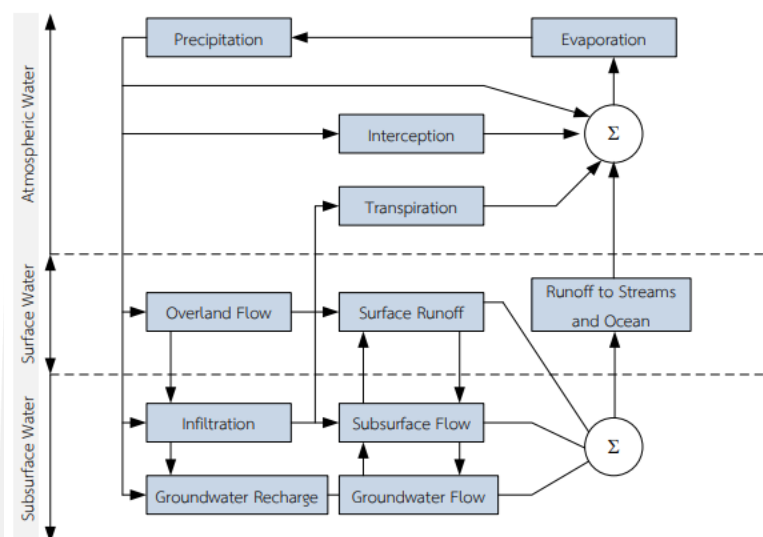 Atmospheric Water
Surface Water
Subsurface Water
Precipitation
Evaporation
Σ
Interception
Transpiration
Overland Flow
Surface Runoff
Runoff to Streams
and Ocean
Infiltration
Subsurface Flow
Σ
Groundwater Recharge
Groundwater Flow